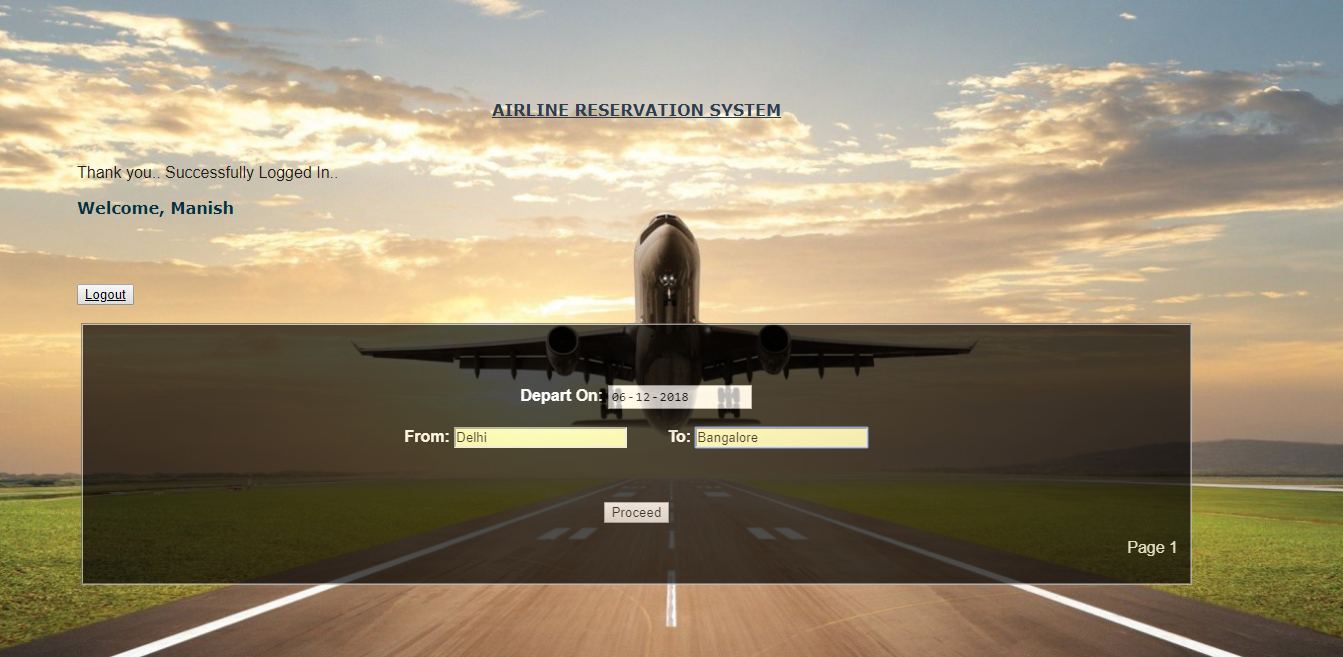 AIRLINE RESERVATION SYSTEM
Thank you.. Successfully Logged In..
Welcome, Manish
Logout
Depart On: 06-12-2018
From: Delhi To: Bangalore
Proceed
Page 1